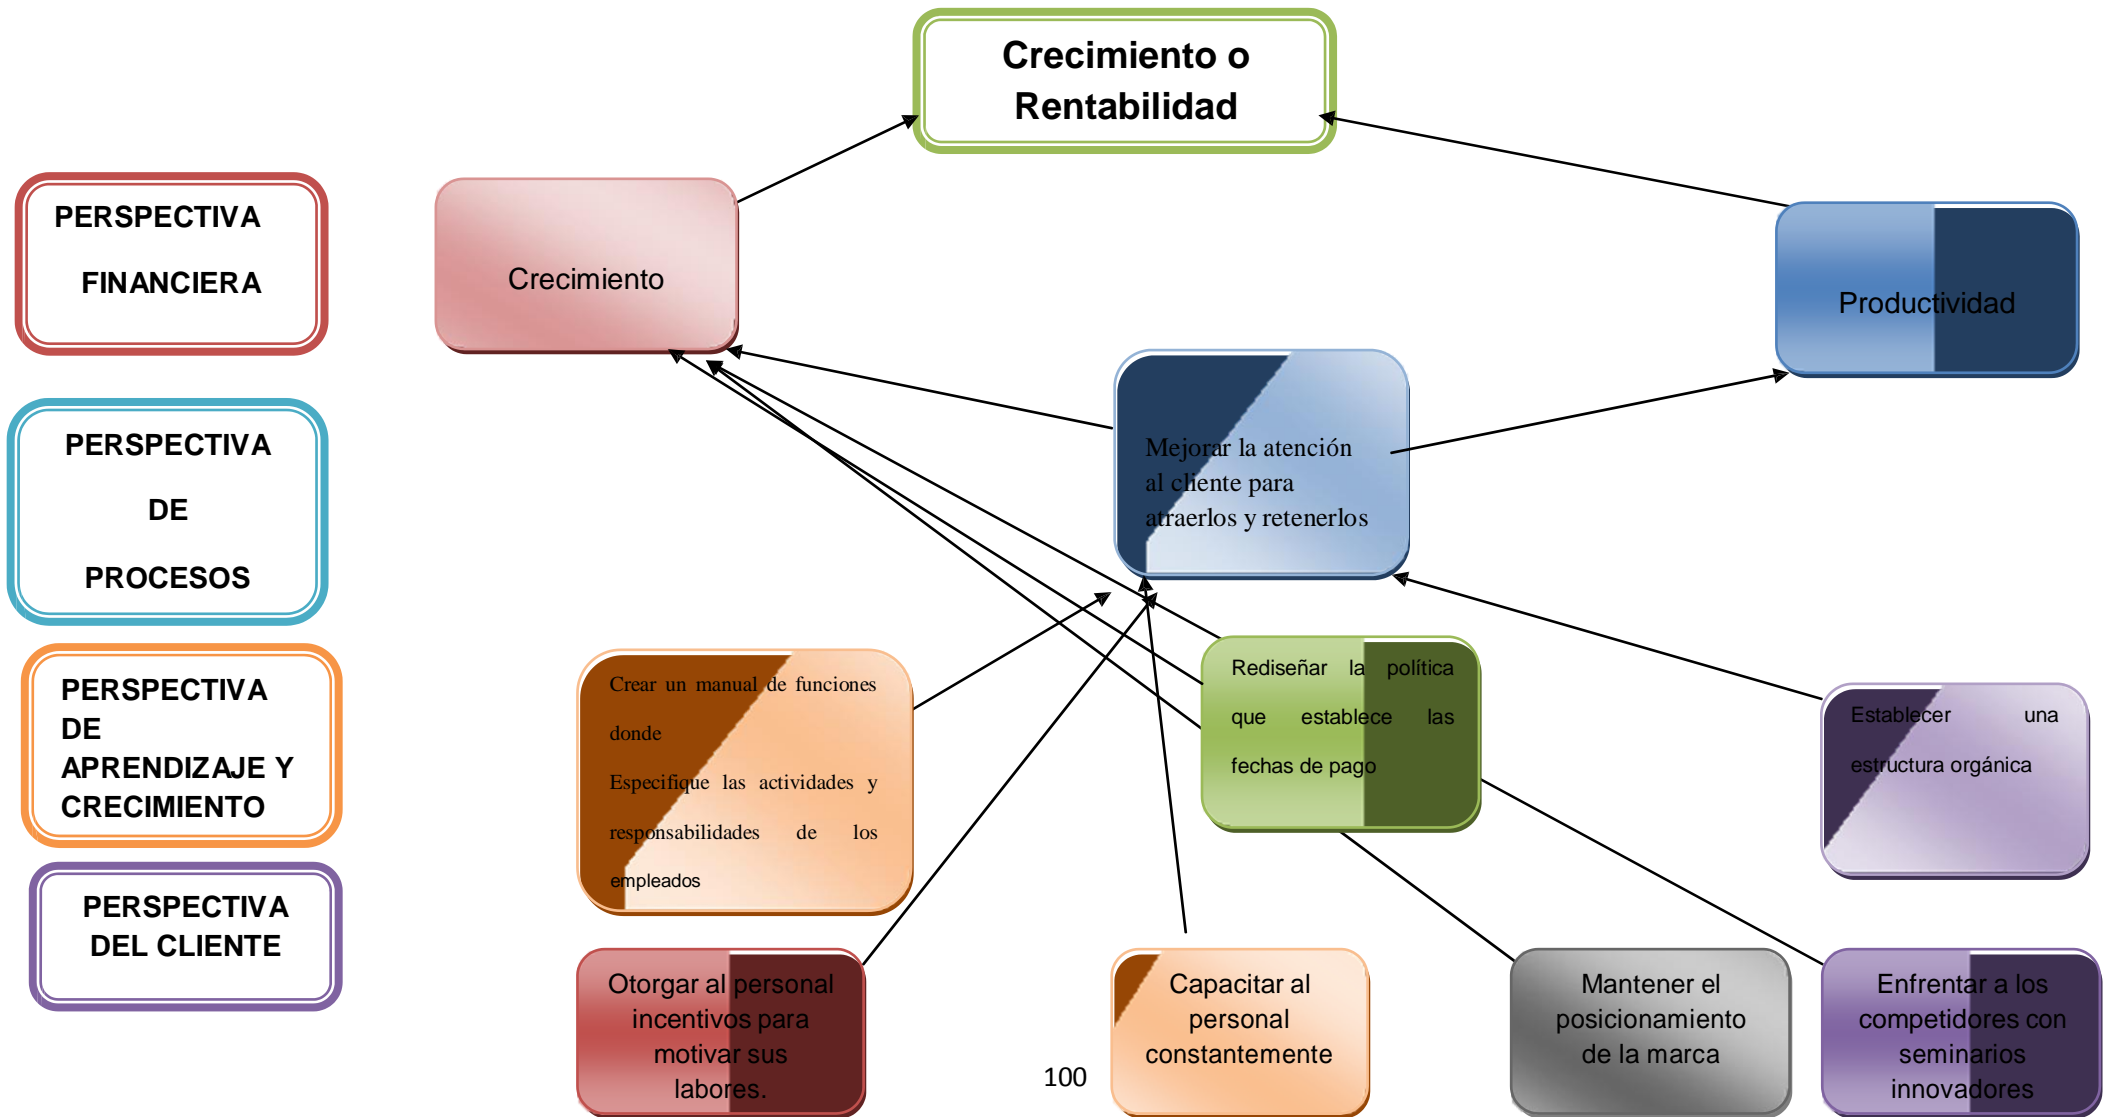 Crecimiento o
Rentabilidad
PERSPECTIVA
FINANCIERA
Crecimiento
Productividad
PERSPECTIVA
DE
PROCESOS
Mejorar la atención
al cliente para
atraerlos y retenerlos
PERSPECTIVA
DE
APRENDIZAJE Y
CRECIMIENTO
Crear un manual de funciones
donde
Especifique las actividades y
responsabilidades de los
empleados
Rediseñar la política
que establece las
fechas de pago
Establecer una
estructura orgánica
PERSPECTIVA
DEL CLIENTE
Otorgar al personal
incentivos para
motivar sus
labores.
Capacitar al
personal
constantemente
Mantener el
posicionamiento
de la marca
Enfrentar a los
competidores con
seminarios
innovadores
100